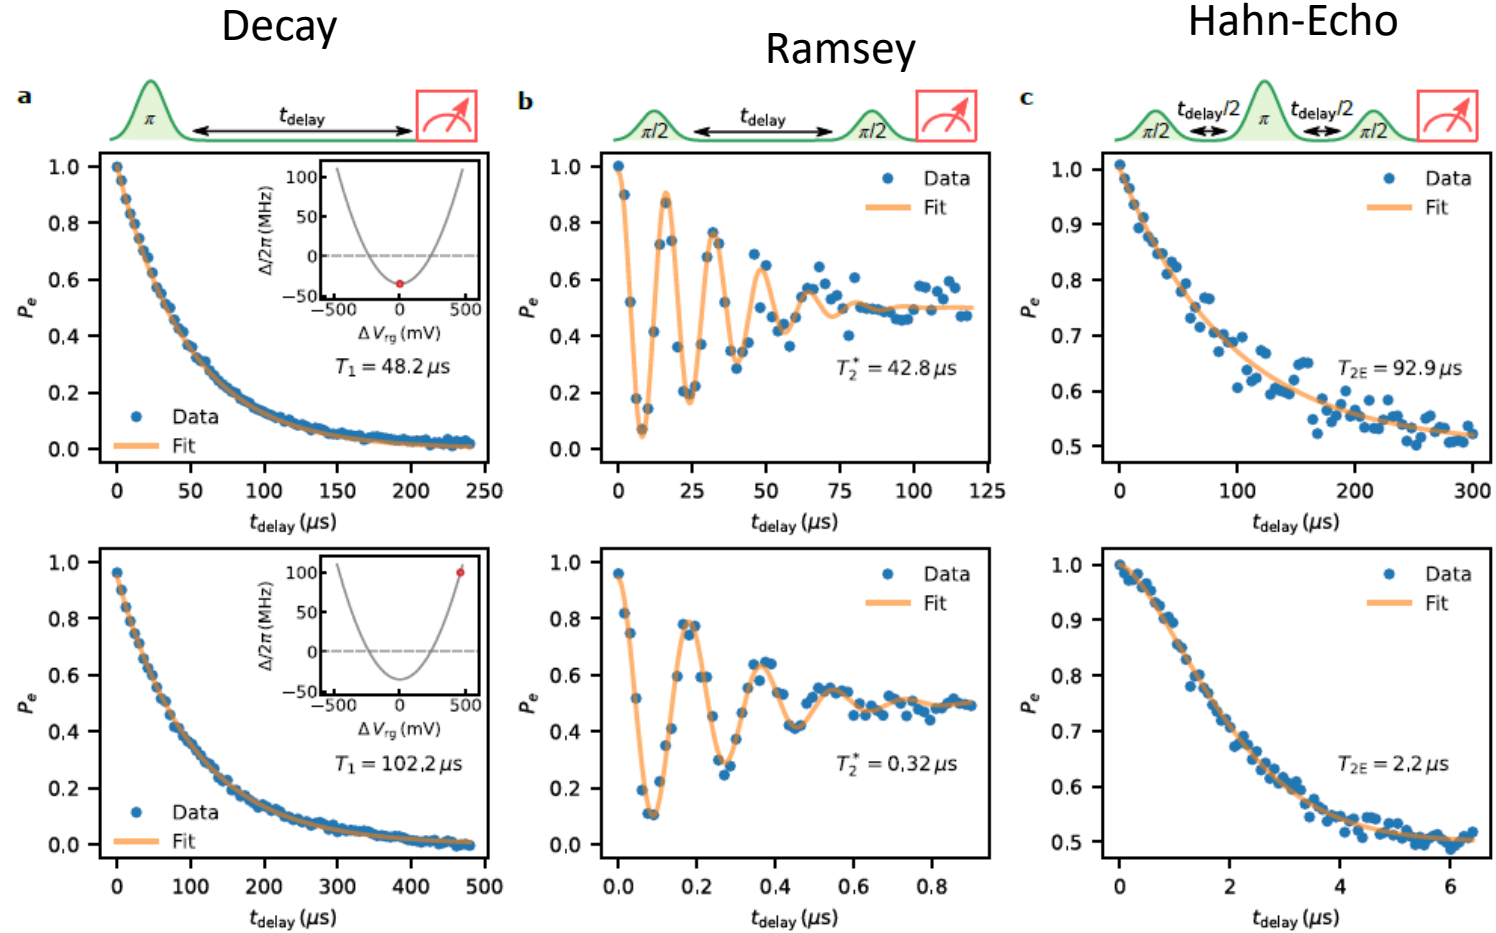 Decay
Ramsey
Hahn-Echo
a
π
t_delay
b
π/2
t_delay
π/2
c
π/2
t_delay/2
π
t_delay/2
π/2
1.0
0.8
0.6
0.4
0.2
0.0
P_e
100
50
0
−50
Δ/2π (MHz)
−500
0
500
Δ V_rg (mV)
T_1 = 48.2 μs
Data
Fit
0
50
100
150
200
250
t_delay (μs)
1.0
0.8
0.6
0.4
0.2
0.0
P_e
Data
Fit
T_2^* = 42.8 μs
0
25
50
75
100
125
t_delay (μs)
1.0
0.9
0.8
0.7
0.6
0.5
P_e
Data
Fit
T_2E = 92.9 μs
0
100
200
300
t_delay (μs)
1.0
0.8
0.6
0.4
0.2
0.0
P_e
100
50
0
−50
Δ/2π (MHz)
−500
0
500
Δ V_rg (mV)
T_1 = 102.2 μs
Data
Fit
0
100
200
300
400
500
t_delay (μs)
1.0
0.8
0.6
0.4
0.2
0.0
P_e
Data
Fit
T_2^* = 0.32 μs
0.0
0.2
0.4
0.6
0.8
t_delay (μs)
1.0
0.9
0.8
0.7
0.6
0.5
P_e
Data
Fit
T_2E = 2.2 μs
0
2
4
6
t_delay (μs)